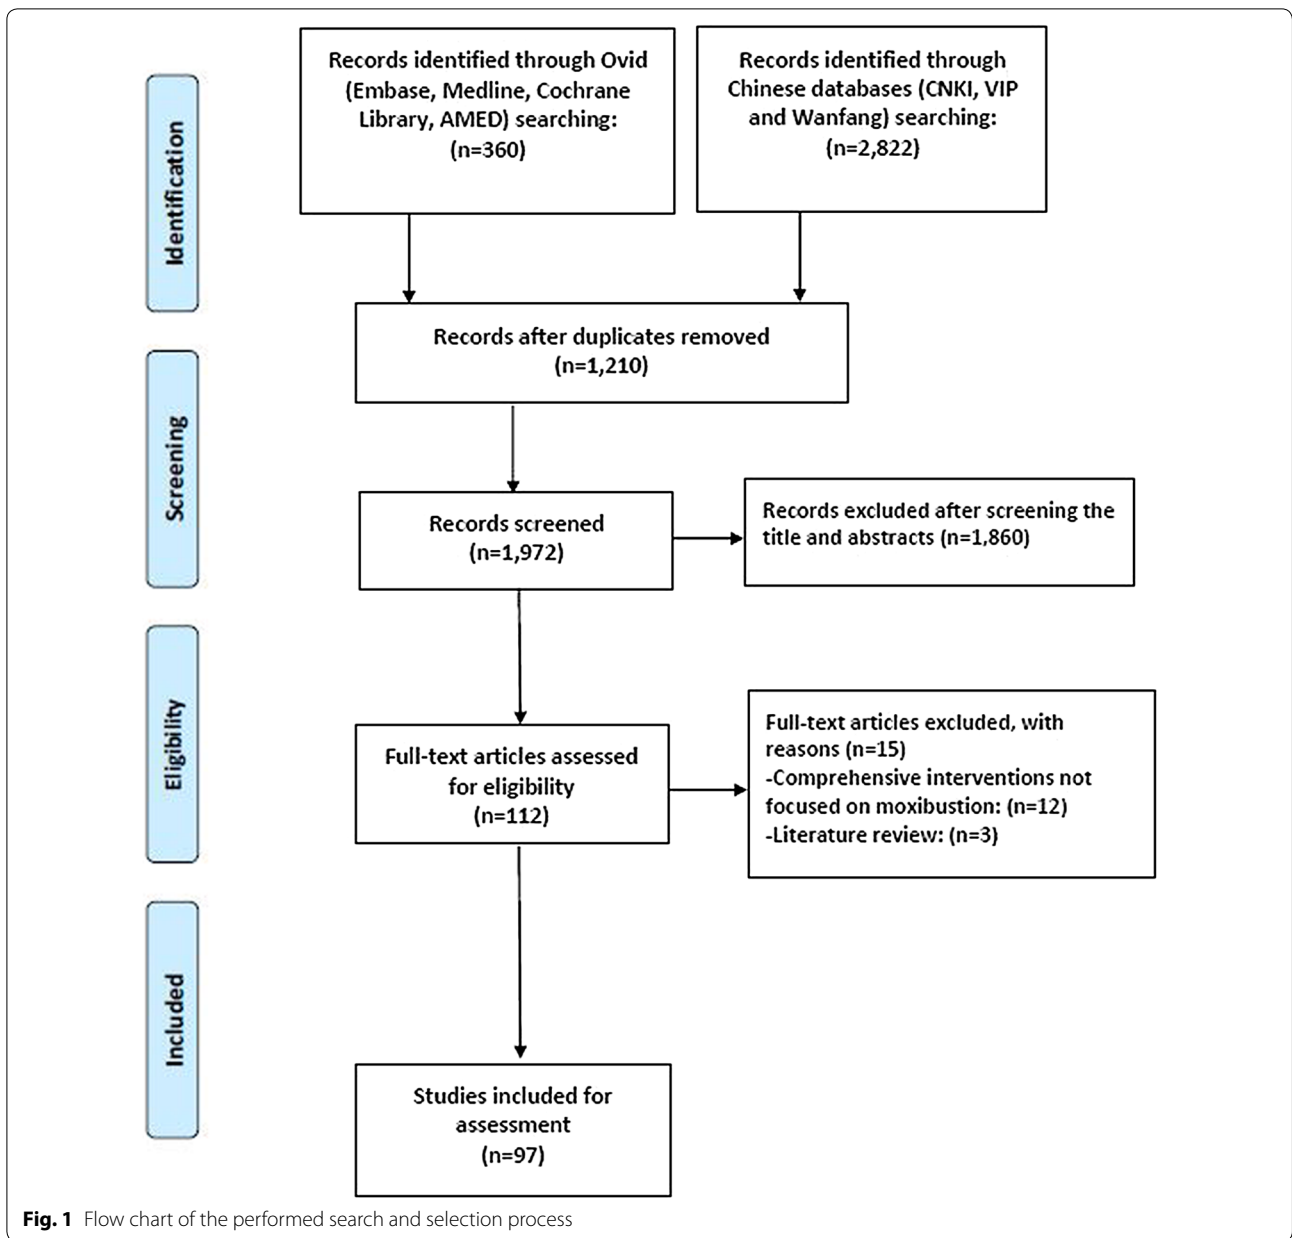 Records identified through Ovid
(Embase, Medline, Cochrane
Library, AMED) searching:
(n=360)
Records identified through
Chinese databases (CNKI, VIP
and Wanfang) searching:
(n=2,822)
Identification
Records after duplicates removed
(n=1,210)
Screening
Records screened
(n=1,972)
Records excluded after screening the
title and abstracts (n=1,860)
Eligibility
Full-text articles assessed
for eligibility
(n=112)
Full-text articles excluded, with
reasons (n=15)
-Comprehensive interventions not
focused on moxibustion: (n=12)
-Literature review: (n=3)
Included
Studies included for
assessment
(n=97)
Fig. 1 Flow chart of the performed search and selection process